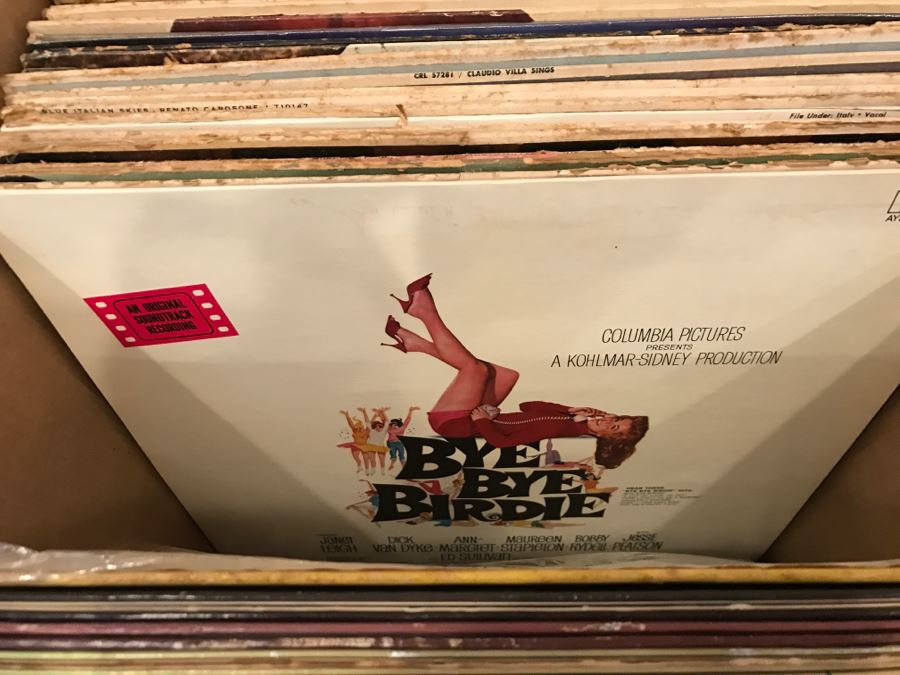 CRL 57281 / CLAUDIO VILLA SINGS
BLUE ITALIAN SKIES, RENATO CAROSONE • T10147
File Under: Italy • Vocal
AN ORIGINAL
SOUNDTRACK
RECORDING
COLUMBIA PICTURES
PRESENTS
A KOHLMAR-SIDNEY PRODUCTION
BYE
BYE
BIRDIE
JANET LEIGH DICK VAN DYKE ANN-MARGRET MAUREEN STAPLETON BOBBY RYDELL JESSE PEARSON
ED SULLIVAN